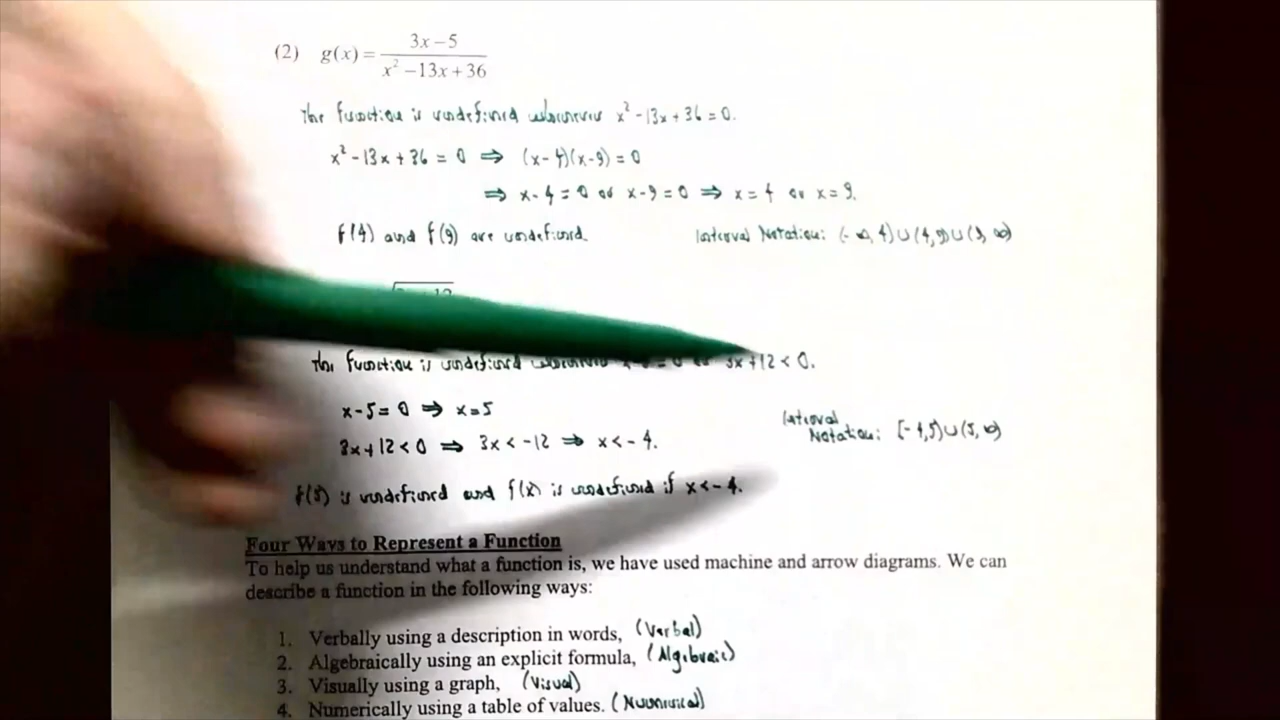 (2) g(x) = \frac{3x-5}{x^2-13x+36}
The function is undefined whenever x² - 13x + 36 = 0.
x² - 13x + 36 = 0 ⇒ (x-4)(x-9) = 0
⇒ x - 4 = 0 or x - 9 = 0 ⇒ x = 4 or x = 9.
f(4) and f(9) are undefined. Interval Notation: (-∞, 4)∪(4, 9)∪(9, ∞)
The function is undefined whenever = 0 or 3x+12 < 0.
x-5 = 0 ⇒ x=5
3x+12 < 0 ⇒ 3x < -12 ⇒ x < -4.
Interval
Notation: [-4,5)∪(5,∞)
f(5) is undefined and f(x) is undefined if x < -4.
Four Ways to Represent a Function
To help us understand what a function is, we have used machine and arrow diagrams. We can
describe a function in the following ways:
1. Verbally using a description in words, (Verbal)
2. Algebraically using an explicit formula, (Algebraic)
3. Visually using a graph, (Visual)
4. Numerically using a table of values. (Numerical)